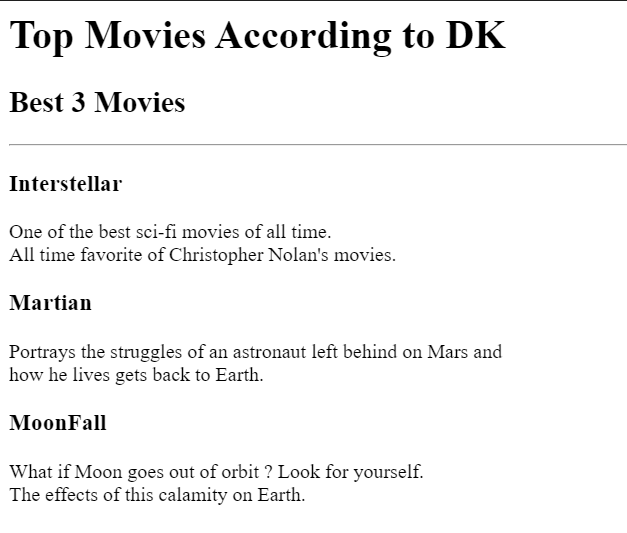 Top Movies According to DK
Best 3 Movies
Interstellar
One of the best sci-fi movies of all time.
All time favorite of Christopher Nolan's movies.
Martian
Portrays the struggles of an astronaut left behind on Mars and
how he lives gets back to Earth.
MoonFall
What if Moon goes out of orbit ? Look for yourself.
The effects of this calamity on Earth.